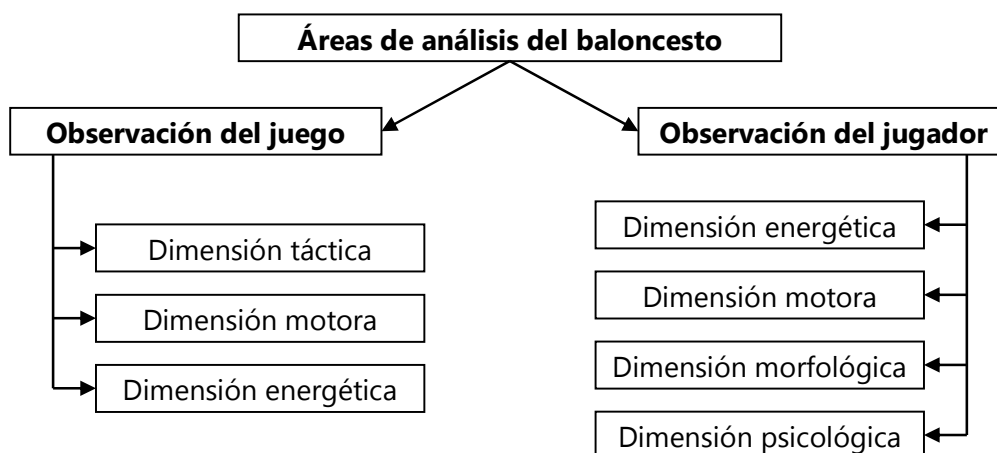 Áreas de análisis del baloncesto
Observación del juego
Observación del jugador
Dimensión táctica
Dimensión motora
Dimensión energética
Dimensión energética
Dimensión motora
Dimensión morfológica
Dimensión psicológica